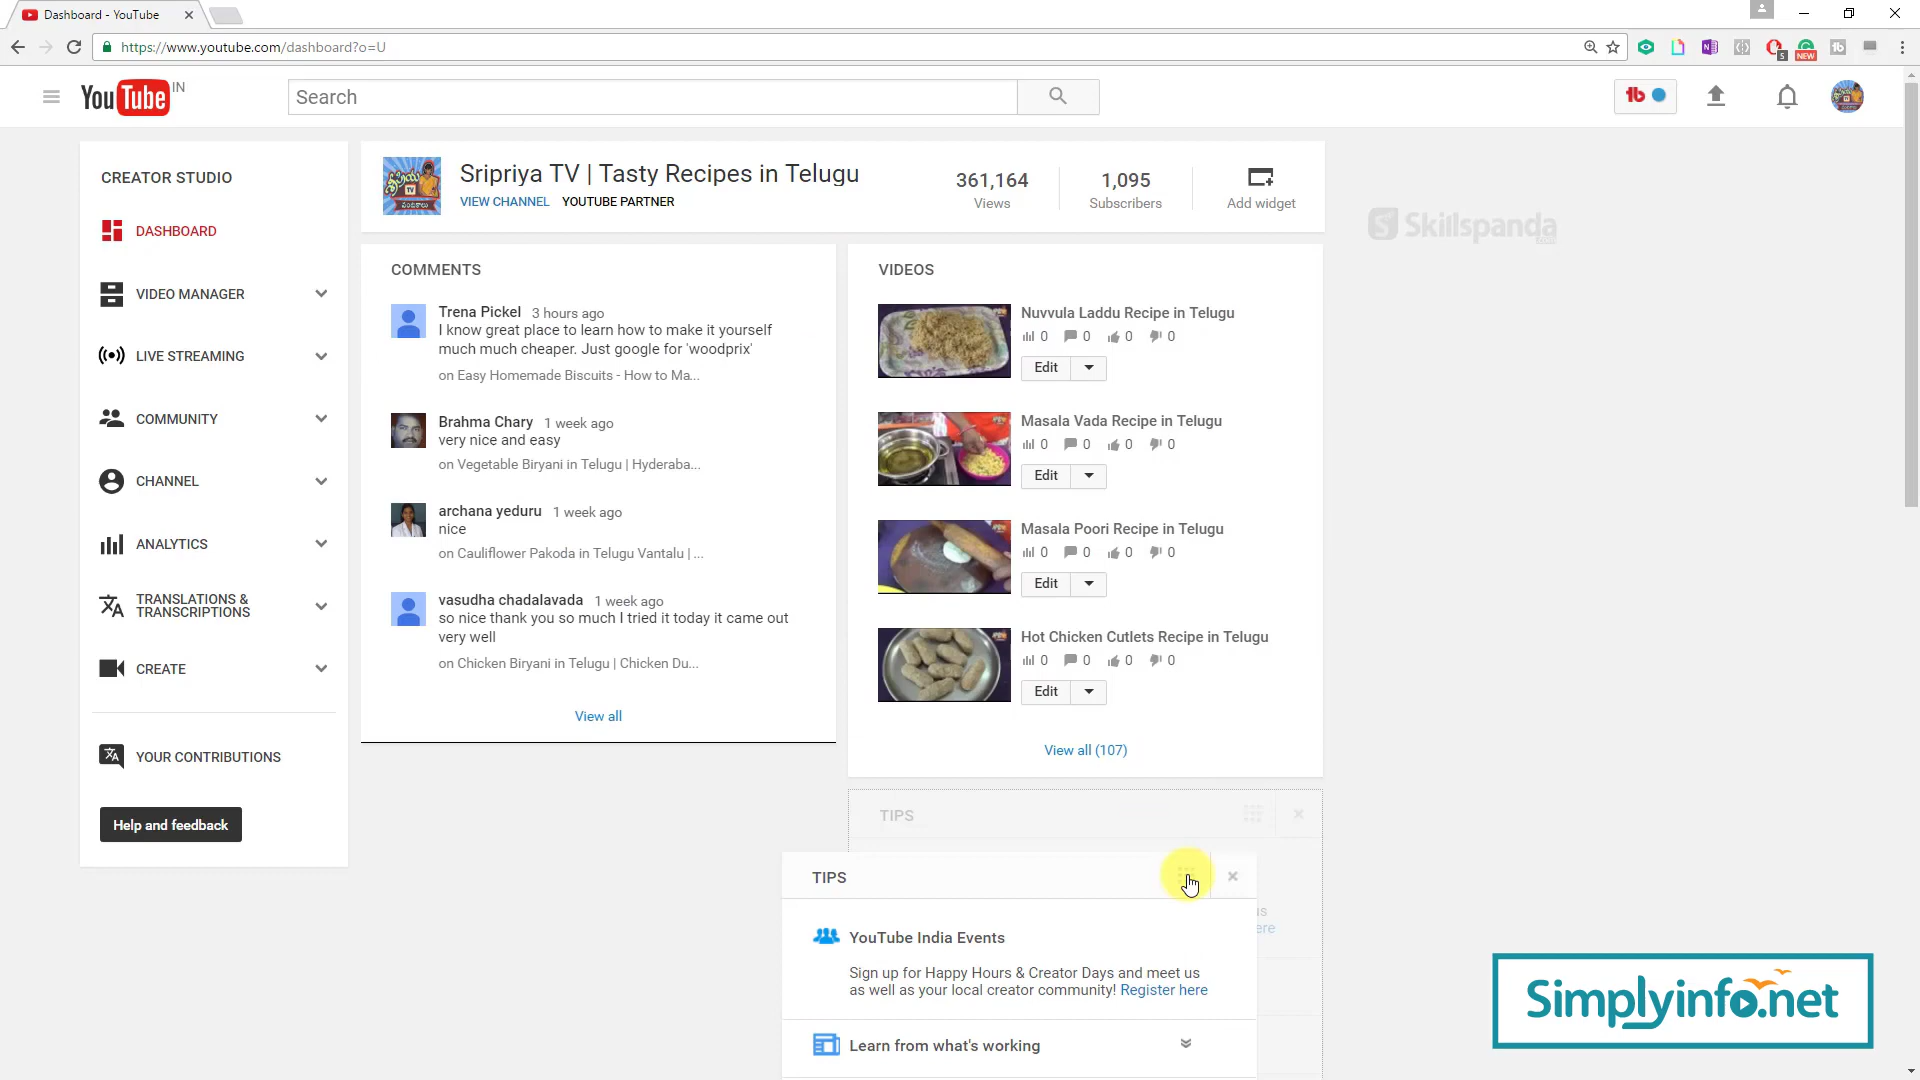 Dashboard - YouTube
https://www.youtube.com/dashboard?o=U
5
NEW
YouTube IN
Search
CREATOR STUDIO
DASHBOARD
VIDEO MANAGER
LIVE STREAMING
COMMUNITY
CHANNEL
ANALYTICS
TRANSLATIONS &
TRANSCRIPTIONS
CREATE
YOUR CONTRIBUTIONS
Help and feedback
Sripriya TV | Tasty Recipes in Telugu
VIEW CHANNEL YOUTUBE PARTNER
361,164
Views
1,095
Subscribers
Add widget
Skillspanda
COMMENTS
Trena Pickel 3 hours ago
I know great place to learn how to make it yourself
much much cheaper. Just google for 'woodprix'
on Easy Homemade Biscuits - How to Ma...
Brahma Chary 1 week ago
very nice and easy
on Vegetable Biryani in Telugu | Hyderaba...
archana yeduru 1 week ago
nice
on Cauliflower Pakoda in Telugu Vantalu | ...
vasudha chadalavada 1 week ago
so nice thank you so much I tried it today it came out
very well
on Chicken Biryani in Telugu | Chicken Du...
View all
VIDEOS
Nuvvula Laddu Recipe in Telugu
0 0 0 0
Edit
Masala Vada Recipe in Telugu
0 0 0 0
Edit
Masala Poori Recipe in Telugu
0 0 0 0
Edit
Hot Chicken Cutlets Recipe in Telugu
0 0 0 0
Edit
View all (107)
TIPS
TIPS
YouTube India Events
Sign up for Happy Hours & Creator Days and meet us
as well as your local creator community! Register here
Learn from what's working
Simplyinfo.net